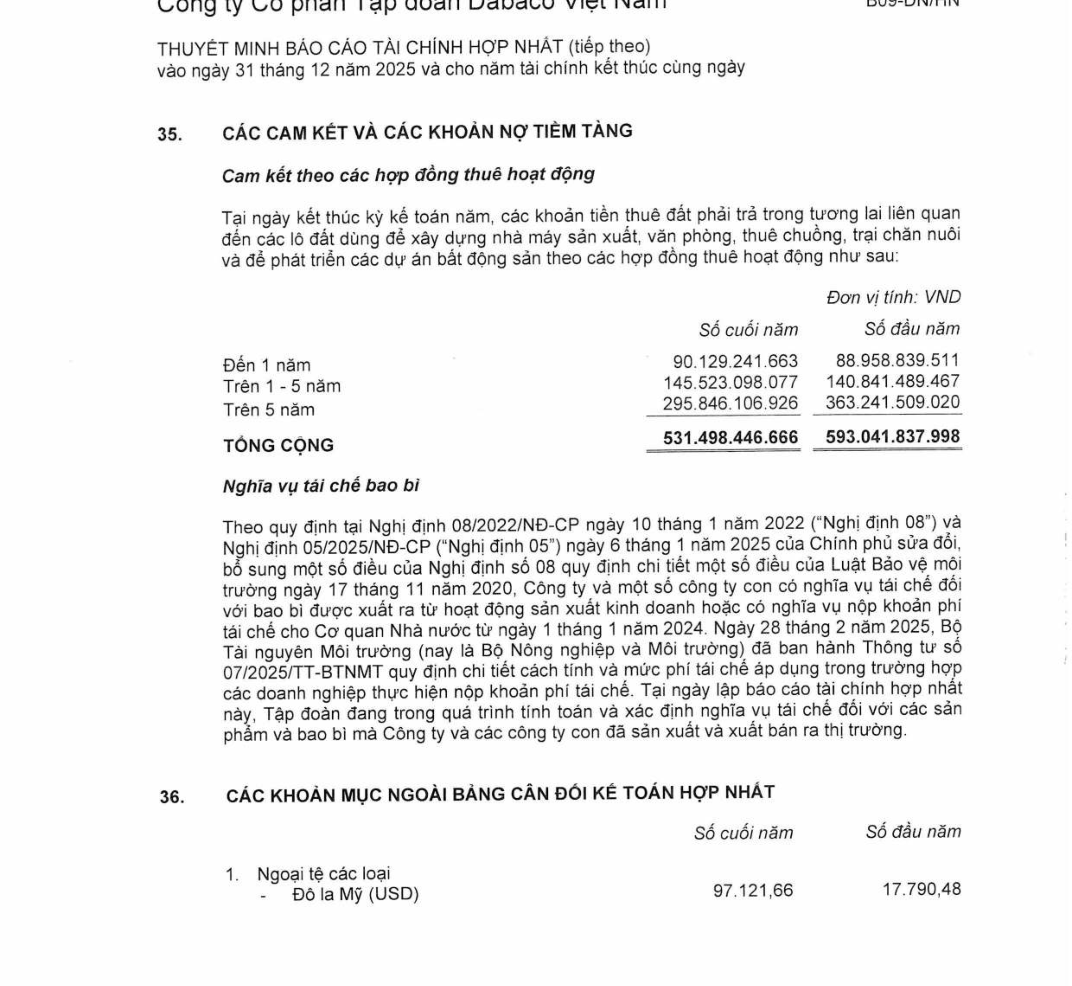 Công ty Cổ phần Tập đoàn Dabaco Việt Nam B09-DN/HN
THUYẾT MINH BÁO CÁO TÀI CHÍNH HỢP NHẤT (tiếp theo)
vào ngày 31 tháng 12 năm 2025 và cho năm tài chính kết thúc cùng ngày
35. CÁC CAM KẾT VÀ CÁC KHOẢN NỢ TIỀM TÀNG
Cam kết theo các hợp đồng thuê hoạt động
Tại ngày kết thúc kỳ kế toán năm, các khoản tiền thuê đất phải trả trong tương lai liên quan
đến các lô đất dùng để xây dựng nhà máy sản xuất, văn phòng, thuê chuồng, trại chăn nuôi
và để phát triển các dự án bất động sản theo các hợp đồng thuê hoạt động như sau:
Đơn vị tính: VND
Số cuối năm Số đầu năm
Đến 1 năm 90.129.241.663 88.958.839.511
Trên 1 - 5 năm 145.523.098.077 140.841.489.467
Trên 5 năm 295.846.106.926 363.241.509.020
TỔNG CỘNG 531.498.446.666 593.041.837.998
Nghĩa vụ tái chế bao bì
Theo quy định tại Nghị định 08/2022/NĐ-CP ngày 10 tháng 1 năm 2022 (“Nghị định 08”) và
Nghị định 05/2025/NĐ-CP (“Nghị định 05”) ngày 6 tháng 1 năm 2025 của Chính phủ sửa đổi,
bổ sung một số điều của Nghị định số 08 quy định chi tiết một số điều của Luật Bảo vệ môi
trường ngày 17 tháng 11 năm 2020, Công ty và một số công ty con có nghĩa vụ tái chế đối
với bao bì được xuất ra từ hoạt động sản xuất kinh doanh hoặc có nghĩa vụ nộp khoản phí
tái chế cho Cơ quan Nhà nước từ ngày 1 tháng 1 năm 2024. Ngày 28 tháng 2 năm 2025, Bộ
Tài nguyên Môi trường (nay là Bộ Nông nghiệp và Môi trường) đã ban hành Thông tư số
07/2025/TT-BTNMT quy định chi tiết cách tính và mức phí tái chế áp dụng trong trường hợp
các doanh nghiệp thực hiện nộp khoản phí tái chế. Tại ngày lập báo cáo tài chính hợp nhất
này, Tập đoàn đang trong quá trình tính toán và xác định nghĩa vụ tái chế đối với các sản
phẩm và bao bì mà Công ty và các công ty con đã sản xuất và xuất bán ra thị trường.
36. CÁC KHOẢN MỤC NGOÀI BẢNG CÂN ĐỐI KẾ TOÁN HỢP NHẤT
Số cuối năm Số đầu năm
1. Ngoại tệ các loại
- Đô la Mỹ (USD) 97.121,66 17.790,48